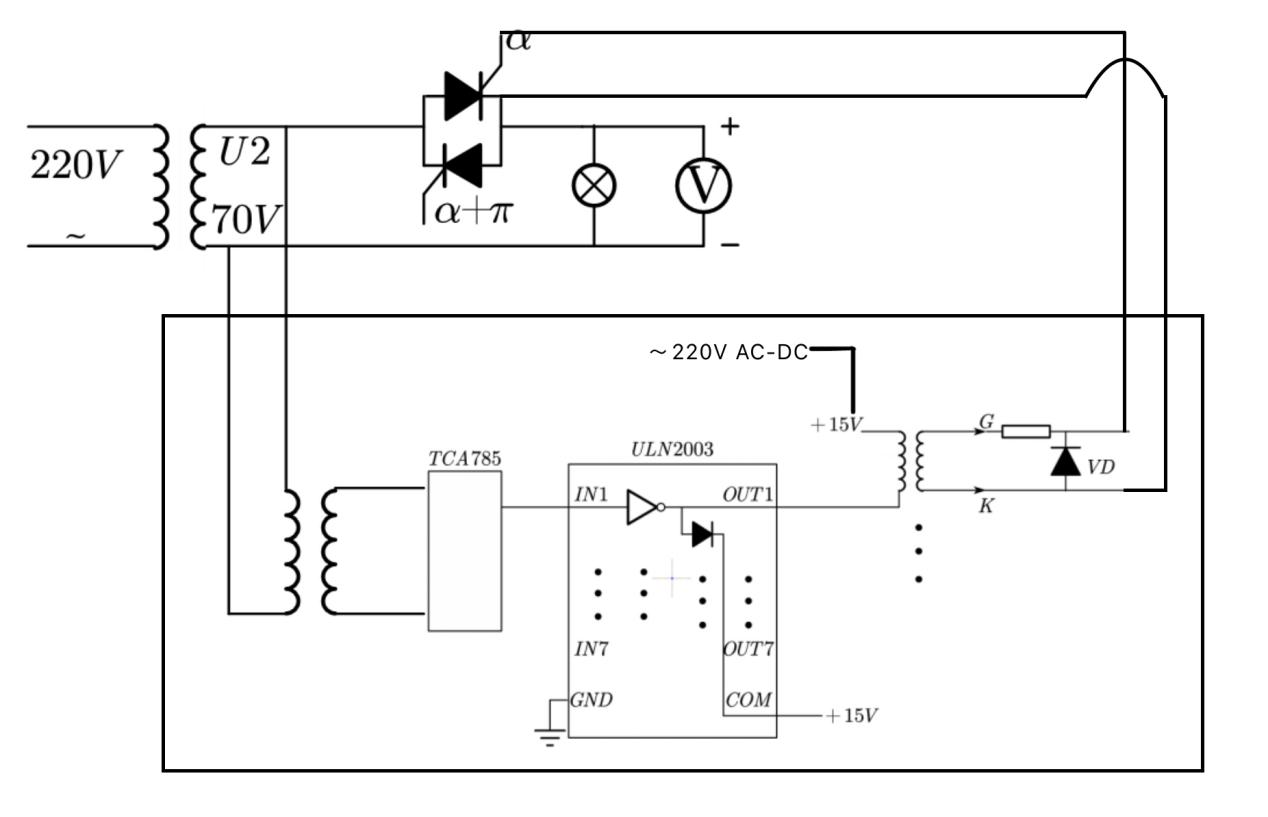 α
220V
~
U2
70V
α+π
+
V
−
~220V AC-DC
+15V
G
VD
K
TCA785
ULN2003
IN1
OUT1
IN7
OUT7
GND
COM
+15V